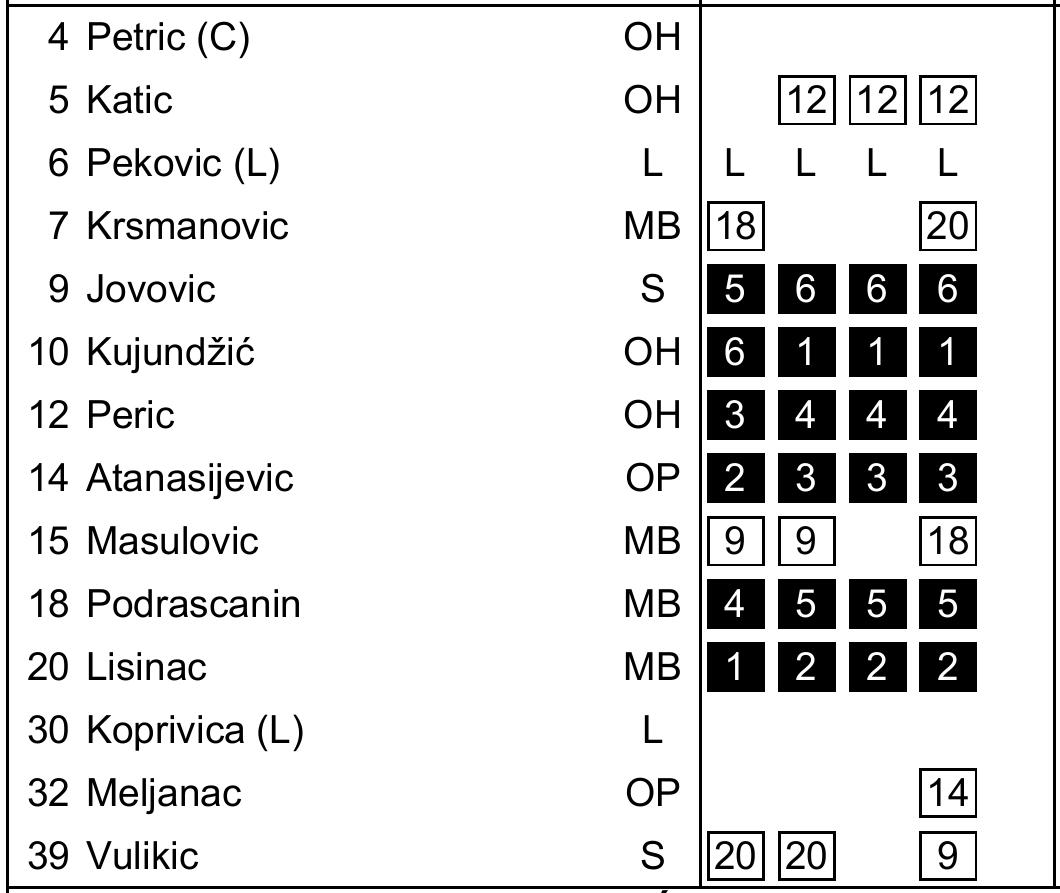 4 Petric (C) OH
5 Katic OH 12 12 12
6 Pekovic (L) L L L L L
7 Krsmanovic MB 18 20
9 Jovovic S 5 6 6 6
10 Kujundžić OH 6 1 1 1
12 Peric OH 3 4 4 4
14 Atanasijevic OP 2 3 3 3
15 Masulovic MB 9 9 18
18 Podrascanin MB 4 5 5 5
20 Lisinac MB 1 2 2 2
30 Koprivica (L) L
32 Meljanac OP 14
39 Vulikic S 20 20 9